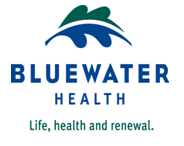 BLUEWATER
HEALTH
Life, health and renewal.